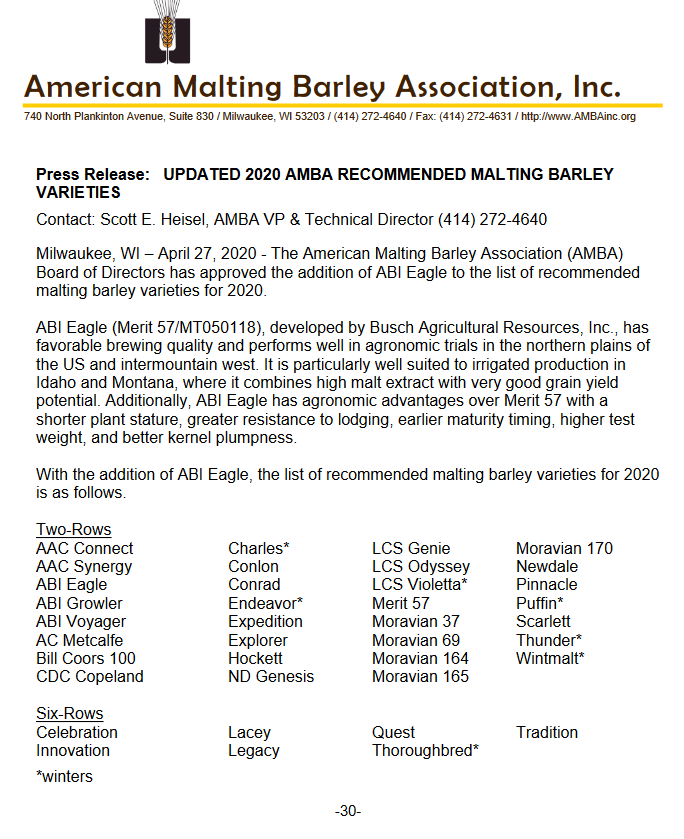 American Malting Barley Association, Inc.
740 North Plankinton Avenue, Suite 830 / Milwaukee, WI 53203 / (414) 272-4640 / Fax: (414) 272-4631 / http://www.AMBAinc.org
Press Release: UPDATED 2020 AMBA RECOMMENDED MALTING BARLEY
VARIETIES
Contact: Scott E. Heisel, AMBA VP & Technical Director (414) 272-4640
Milwaukee, WI – April 27, 2020 - The American Malting Barley Association (AMBA)
Board of Directors has approved the addition of ABI Eagle to the list of recommended
malting barley varieties for 2020.
ABI Eagle (Merit 57/MT050118), developed by Busch Agricultural Resources, Inc., has
favorable brewing quality and performs well in agronomic trials in the northern plains of
the US and intermountain west. It is particularly well suited to irrigated production in
Idaho and Montana, where it combines high malt extract with very good grain yield
potential. Additionally, ABI Eagle has agronomic advantages over Merit 57 with a
shorter plant stature, greater resistance to lodging, earlier maturity timing, higher test
weight, and better kernel plumpness.
With the addition of ABI Eagle, the list of recommended malting barley varieties for 2020
is as follows.
Two-Rows
AAC Connect Charles* LCS Genie Moravian 170
AAC Synergy Conlon LCS Odyssey Newdale
ABI Eagle Conrad LCS Violetta* Pinnacle
ABI Growler Endeavor* Merit 57 Puffin*
ABI Voyager Expedition Moravian 37 Scarlett
AC Metcalfe Explorer Moravian 69 Thunder*
Bill Coors 100 Hockett Moravian 164 Wintmalt*
CDC Copeland ND Genesis Moravian 165
Six-Rows
Celebration Lacey Quest Tradition
Innovation Legacy Thoroughbred*
*winters
-30-